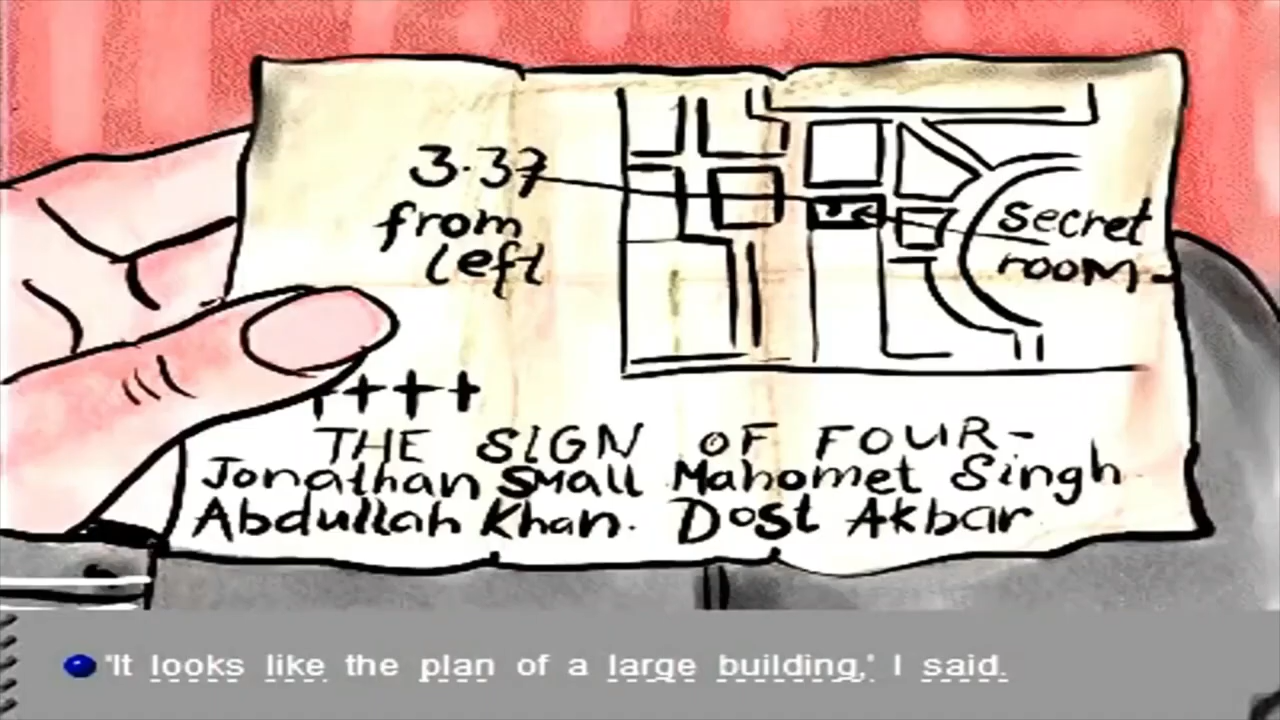 3.37
from
left
secret
room
++++
THE SIGN OF FOUR-
Jonathan Small Mahomet Singh
Abdullah Khan. Dost Akbar
'It looks like the plan of a large building,' I said.